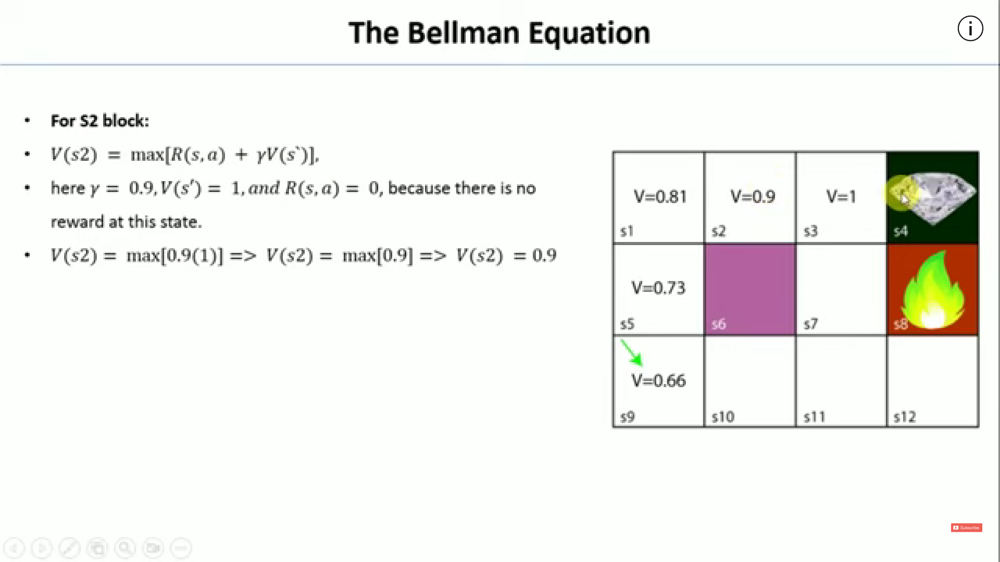 The Bellman Equation
i
• For S2 block:
• V(s2) = max[R(s, a) + γV(s`)],
• here γ = 0.9, V(s′) = 1, and R(s, a) = 0, because there is no
reward at this state.
• V(s2) = max[0.9(1)] => V(s2) = max[0.9] => V(s2) = 0.9
V=0.81 V=0.9 V=1
s1 s2 s3 s4
V=0.73
s5 s6 s7 s8
V=0.66
s9 s10 s11 s12
Subscribe